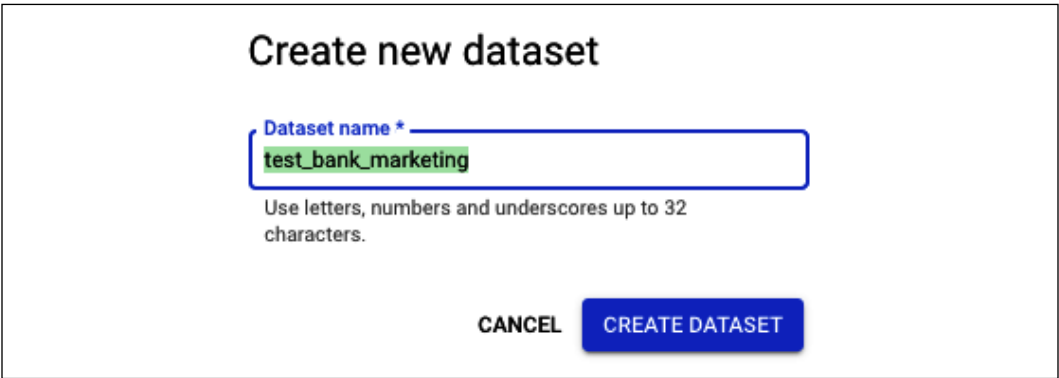 Create new dataset
Dataset name *
test_bank_marketing
Use letters, numbers and underscores up to 32
characters.
CANCEL CREATE DATASET